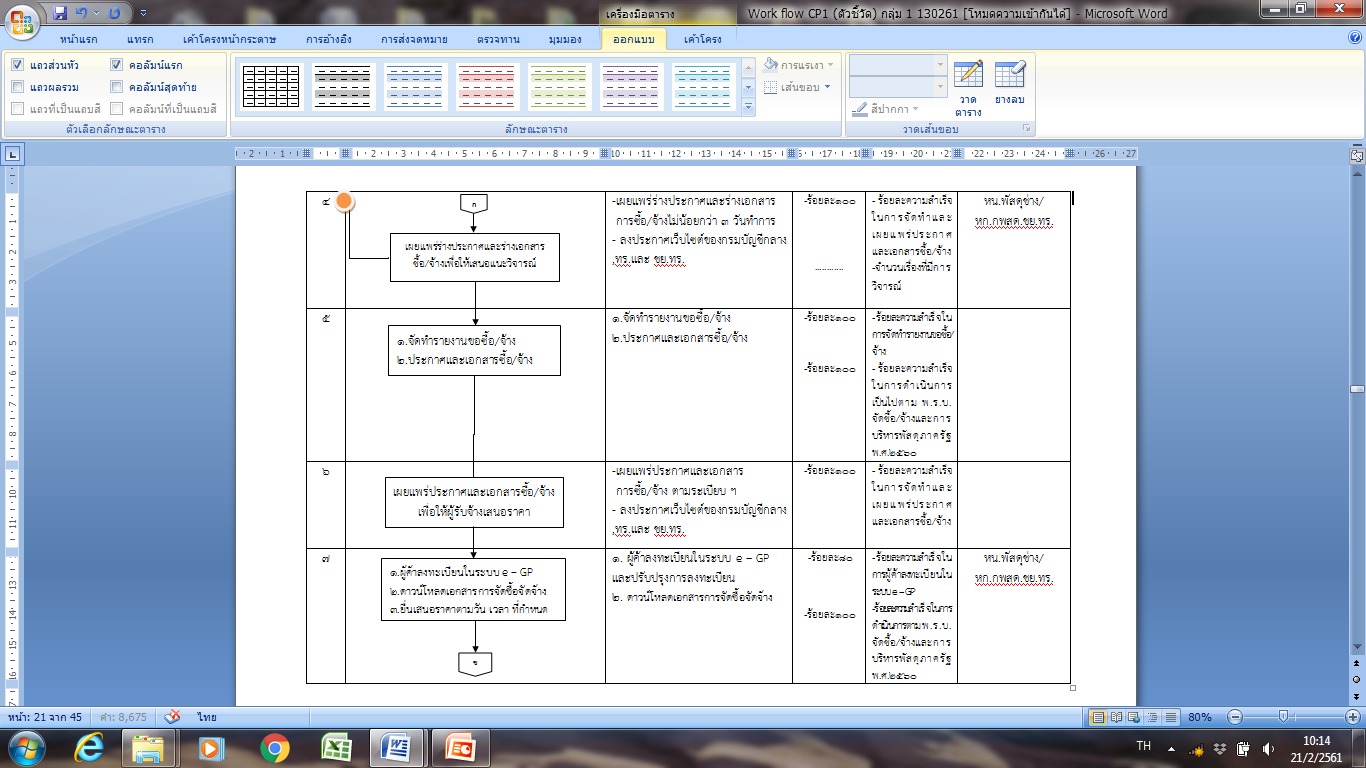 เครื่องมือตาราง
Work flow CP1 (ตัวชี้วัด) กลุ่ม 1 130261 [โหมดความเข้ากันได้] - Microsoft Word
หน้าแรก แทรก เค้าโครงหน้ากระดาษ การอ้างอิง การส่งจดหมาย ตรวจทาน มุมมอง ออกแบบ เค้าโครง
แถวส่วนหัว คอลัมน์แรก
แถวผลรวม คอลัมน์สุดท้าย
แถวที่เป็นแถบสี คอลัมน์ที่เป็นแถบสี
การแรเงา
เส้นขอบ
สีปากกา
วาด
ตาราง
ยางลบ
ตัวเลือกลักษณะตาราง ลักษณะตาราง วาดเส้นขอบ
๔
ก
เผยแพร่ร่างประกาศและร่างเอกสาร
ซื้อ/จ้างเพื่อให้เสนอแนะวิจารณ์
-เผยแพร่ร่างประกาศและร่างเอกสาร
การซื้อ/จ้างไม่น้อยกว่า ๓ วันทำการ
- ลงประกาศเว็บไซต์ของกรมบัญชีกลาง
,ทร.และ ชย.ทร.
-ร้อยละ๑๐๐
............
- ร้อยละความสำเร็จ
ในการจัดทำและ
เผยแพร่ประกาศ
และเอกสารซื้อ/จ้าง
-จำนวนเรื่องที่มีการ
วิจารณ์
หน.พัสดุช่าง/
หก.กพสด.ชย.ทร.
๕
๑.จัดทำรายงานขอซื้อ/จ้าง
๒.ประกาศและเอกสารซื้อ/จ้าง
๑.จัดทำรายงานขอซื้อ/จ้าง
๒.ประกาศและเอกสารซื้อ/จ้าง
-ร้อยละ๑๐๐
-ร้อยละ๑๐๐
- ร้อยละความสำเร็จใน
การจัดทำรายงานขอซื้อ/
จ้าง
- ร้อยละความสำเร็จ
ในการดำเนินการ
เป็นไปตาม พ.ร.บ.
จัดซื้อ/จ้างและการ
บริหารพัสดุภาครัฐ
พ.ศ.๒๕๖๐
๖
เผยแพร่ประกาศและเอกสารซื้อ/จ้าง
เพื่อให้ผู้รับจ้างเสนอราคา
-เผยแพร่ประกาศและเอกสาร
การซื้อ/จ้าง ตามระเบียบ ฯ
- ลงประกาศเว็บไซต์ของกรมบัญชีกลาง
,ทร.และ ชย.ทร.
-ร้อยละ๑๐๐
- ร้อยละความสำเร็จ
ในการจัดทำและ
เผยแพร่ประกาศ
และเอกสารซื้อ/จ้าง
๗
๑.ผู้ค้าลงทะเบียนในระบบ e – GP
๒.ดาวน์โหลดเอกสารการจัดซื้อจัดจ้าง
๓.ยื่นเสนอราคาตามวัน เวลา ที่กำหนด
ข
๑. ผู้ค้าลงทะเบียนในระบบ e – GP
และปรับปรุงการลงทะเบียน
๒. ดาวน์โหลดเอกสารการจัดซื้อจัดจ้าง
-ร้อยละ๘๐
-ร้อยละ๑๐๐
- ร้อยละความสำเร็จใน
การผู้ค้าลงทะเบียนใน
ระบบ e – GP
-ร้อยละความสำเร็จในการ
ดำเนินการตาม พ.ร.บ.
จัดซื้อ/จ้างและการ
บริหารพัสดุภาครัฐ
พ.ศ.๒๕๖๐
หน.พัสดุช่าง/
หก.กพสด.ชย.ทร.
หน้า: 21 จาก 45 คำ: 8,675 ไทย 80%
TH 10:14
21/2/2561